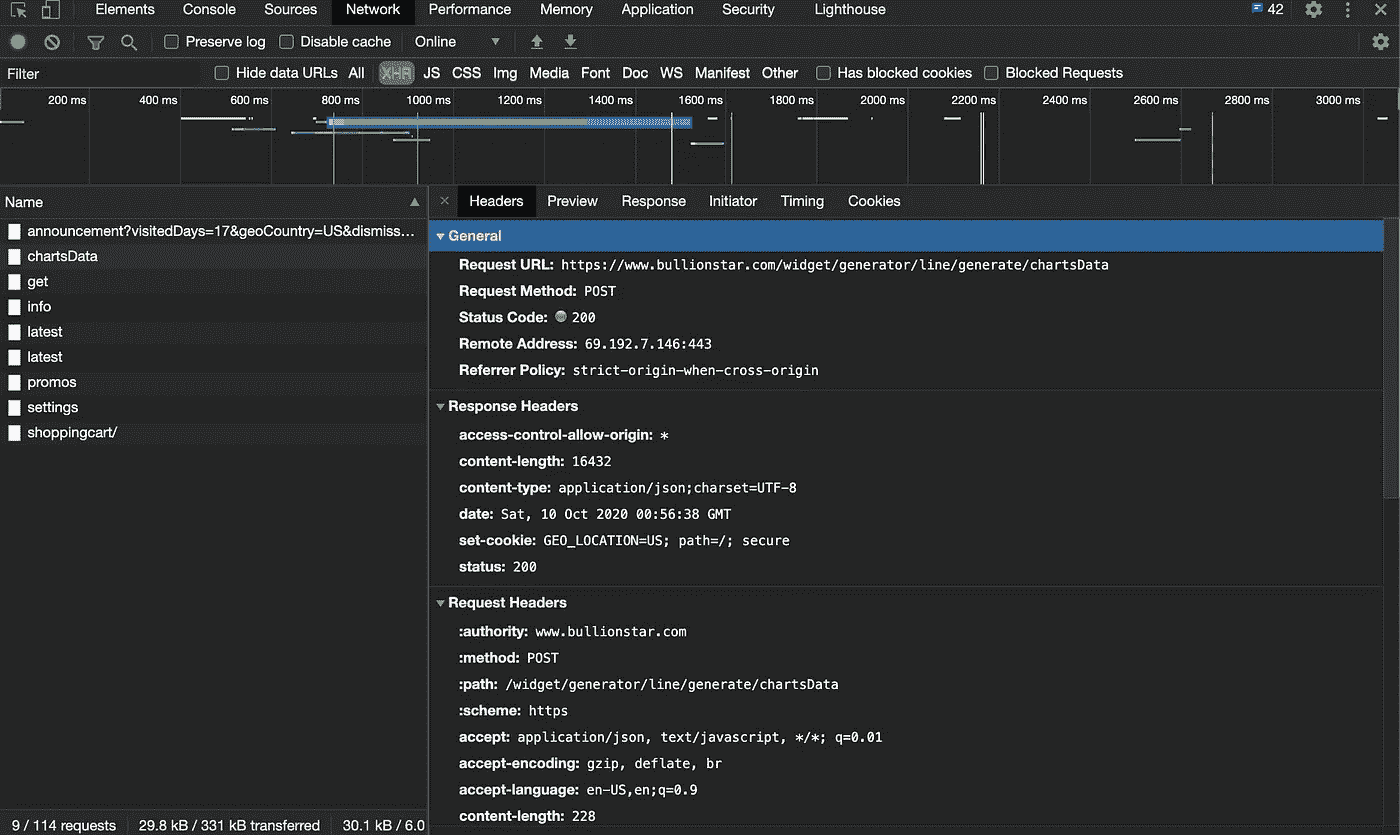 Elements Console Sources Network Performance Memory Application Security Lighthouse 42
Preserve log Disable cache Online
Filter Hide data URLs All XHR JS CSS Img Media Font Doc WS Manifest Other Has blocked cookies Blocked Requests
200 ms 400 ms 600 ms 800 ms 1000 ms 1200 ms 1400 ms 1600 ms 1800 ms 2000 ms 2200 ms 2400 ms 2600 ms 2800 ms 3000 ms
Name
announcement?visitedDays=17&geoCountry=US&dismiss...
chartsData
get
info
latest
latest
promos
settings
shoppingcart/
9 / 114 requests 29.8 kB / 331 kB transferred 30.1 kB / 6.0
Headers Preview Response Initiator Timing Cookies
General
Request URL: https://www.bullionstar.com/widget/generator/line/generate/chartsData
Request Method: POST
Status Code: 200
Remote Address: 69.192.7.146:443
Referrer Policy: strict-origin-when-cross-origin
Response Headers
access-control-allow-origin: *
content-length: 16432
content-type: application/json;charset=UTF-8
date: Sat, 10 Oct 2020 00:56:38 GMT
set-cookie: GEO_LOCATION=US; path=/; secure
status: 200
Request Headers
:authority: www.bullionstar.com
:method: POST
:path: /widget/generator/line/generate/chartsData
:scheme: https
accept: application/json, text/javascript, */*; q=0.01
accept-encoding: gzip, deflate, br
accept-language: en-US,en;q=0.9
content-length: 228